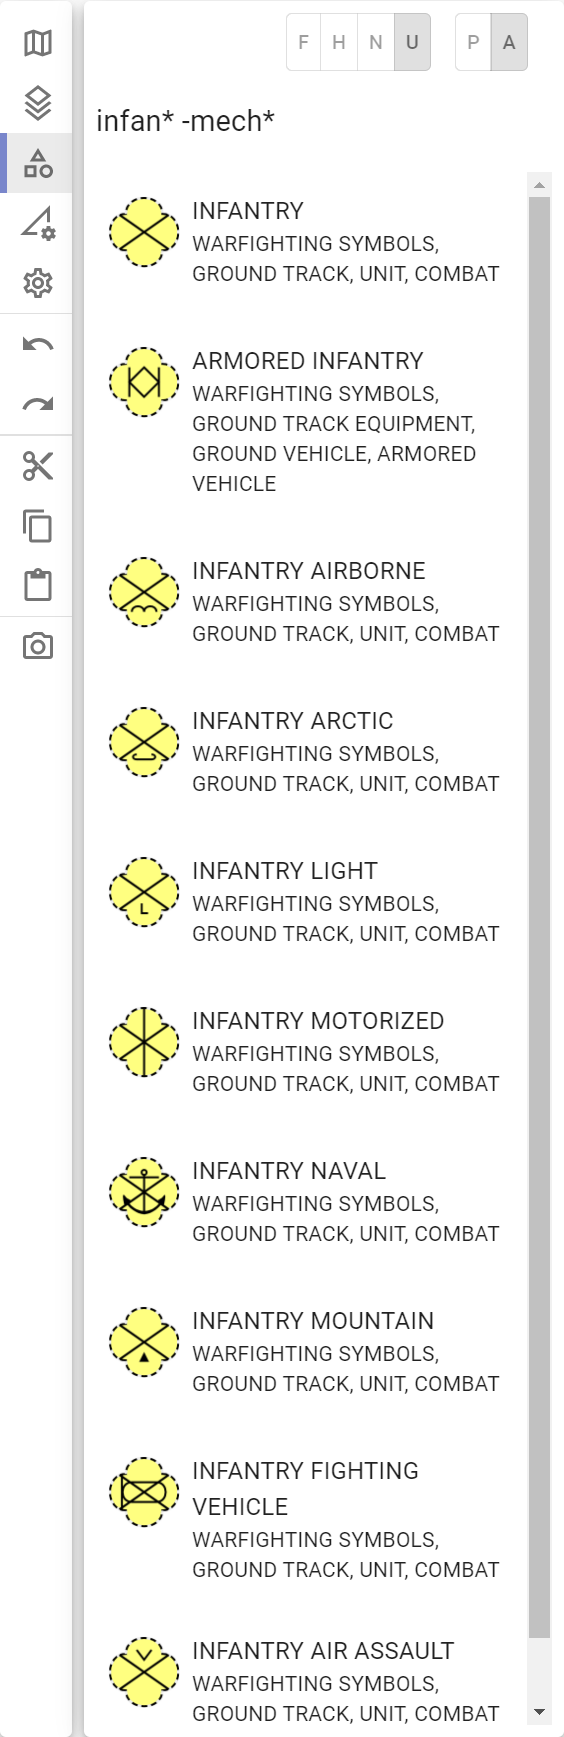 F H N U P A
infan* -mech*
INFANTRY
WARFIGHTING SYMBOLS,
GROUND TRACK, UNIT, COMBAT
ARMORED INFANTRY
WARFIGHTING SYMBOLS,
GROUND TRACK EQUIPMENT,
GROUND VEHICLE, ARMORED
VEHICLE
INFANTRY AIRBORNE
WARFIGHTING SYMBOLS,
GROUND TRACK, UNIT, COMBAT
INFANTRY ARCTIC
WARFIGHTING SYMBOLS,
GROUND TRACK, UNIT, COMBAT
L
INFANTRY LIGHT
WARFIGHTING SYMBOLS,
GROUND TRACK, UNIT, COMBAT
INFANTRY MOTORIZED
WARFIGHTING SYMBOLS,
GROUND TRACK, UNIT, COMBAT
INFANTRY NAVAL
WARFIGHTING SYMBOLS,
GROUND TRACK, UNIT, COMBAT
INFANTRY MOUNTAIN
WARFIGHTING SYMBOLS,
GROUND TRACK, UNIT, COMBAT
INFANTRY FIGHTING
VEHICLE
WARFIGHTING SYMBOLS,
GROUND TRACK, UNIT, COMBAT
INFANTRY AIR ASSAULT
WARFIGHTING SYMBOLS,
GROUND TRACK, UNIT, COMBAT